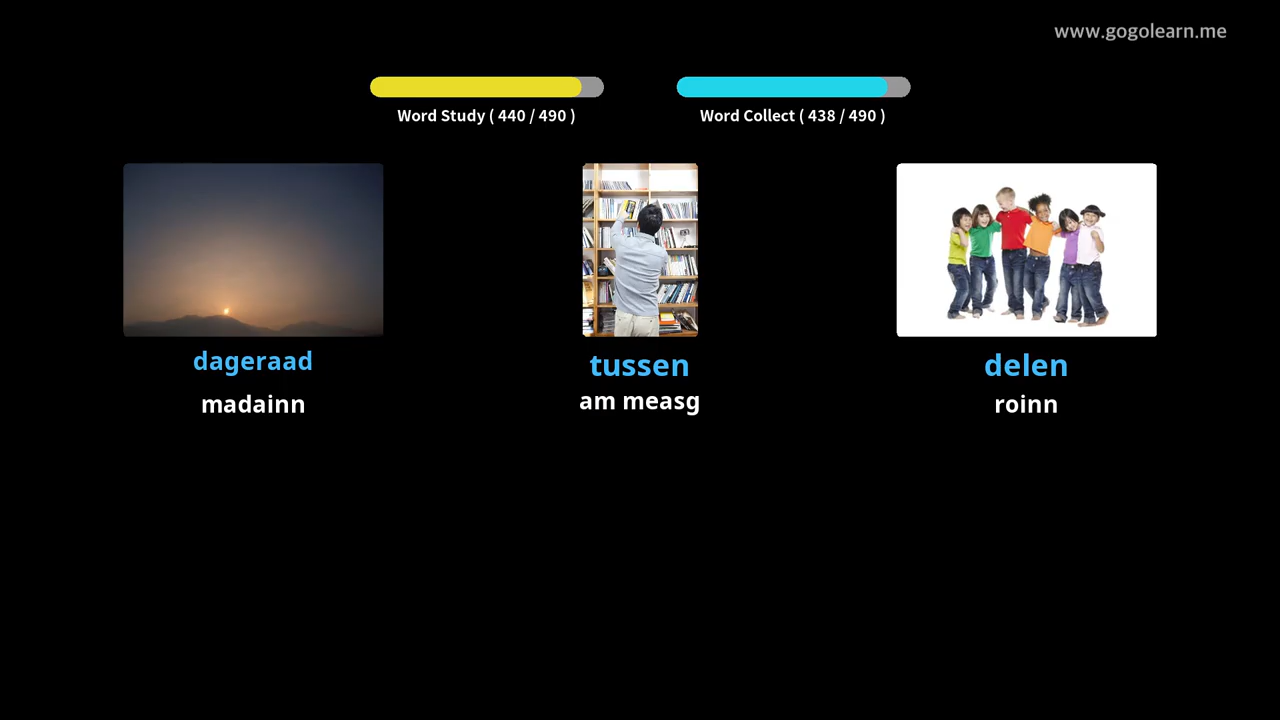 www.gogolearn.me
Word Study ( 440 / 490 )
Word Collect ( 438 / 490 )
dageraad
madainn
tussen
am measg
delen
roinn